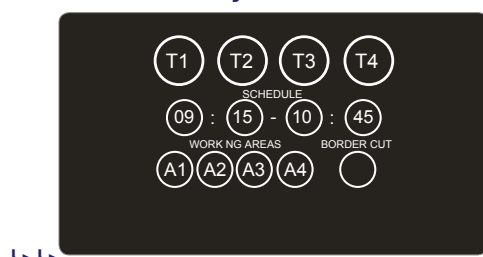 T1 T2 T3 T4
SCHEDULE
09 : 15 - 10 : 45
WORK NG AREAS BORDER CUT
A1 A2 A3 A4